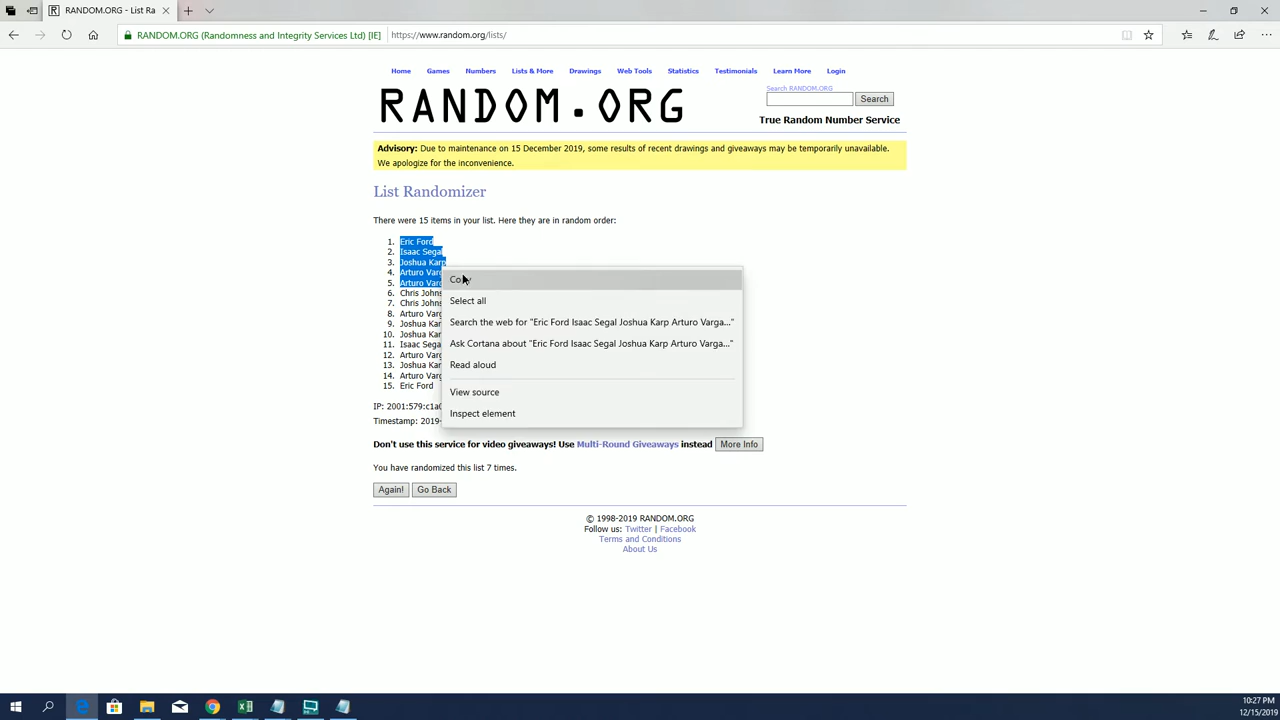 RANDOM.ORG - List Ra
RANDOM.ORG (Randomness and Integrity Services Ltd) [IE]
https://www.random.org/lists/
Home Games Numbers Lists & More Drawings Web Tools Statistics Testimonials Learn More Login
RANDOM.ORG
Search RANDOM.ORG
Search
True Random Number Service
Advisory: Due to maintenance on 15 December 2019, some results of recent drawings and giveaways may be temporarily unavailable.
We apologize for the inconvenience.
List Randomizer
There were 15 items in your list. Here they are in random order:
1. Eric Ford
2. Isaac Segal
3. Joshua Karp
4. Arturo Varg
5. Arturo Varg
6. Chris Johns
7. Chris Johns
8. Arturo Varg
9. Joshua Kar
10. Joshua Kar
11. Isaac Sega
12. Arturo Varg
13. Joshua Kar
14. Arturo Varg
15. Eric Ford
Copy
Select all
Search the web for "Eric Ford Isaac Segal Joshua Karp Arturo Varga..."
Ask Cortana about "Eric Ford Isaac Segal Joshua Karp Arturo Varga..."
Read aloud
View source
Inspect element
IP: 2001:579:c1a
Timestamp: 2019-
Don't use this service for video giveaways! Use Multi-Round Giveaways instead More Info
You have randomized this list 7 times.
Again! Go Back
© 1998-2019 RANDOM.ORG
Follow us: Twitter | Facebook
Terms and Conditions
About Us
10:27 PM
12/15/2019